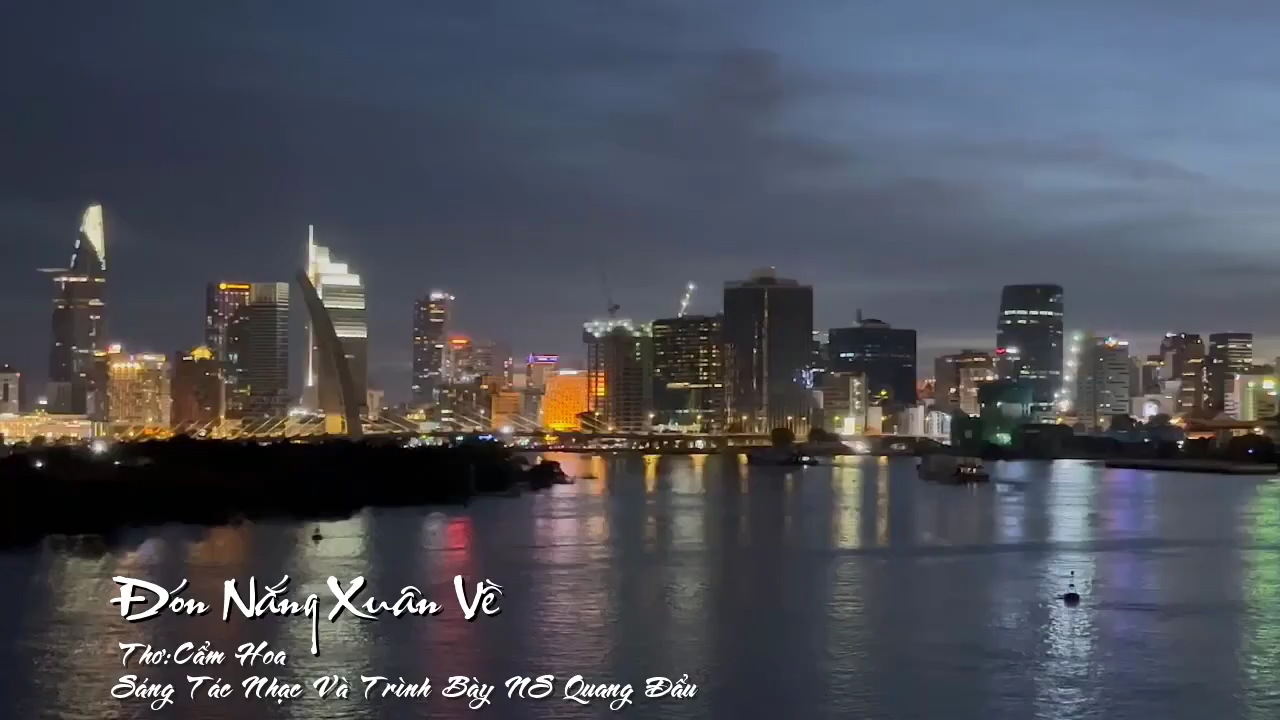 Đón Nắng Xuân Về
Thơ:Cẩm Hoa
Sáng Tác Nhạc Và Trình Bày NS Quang Đẩu